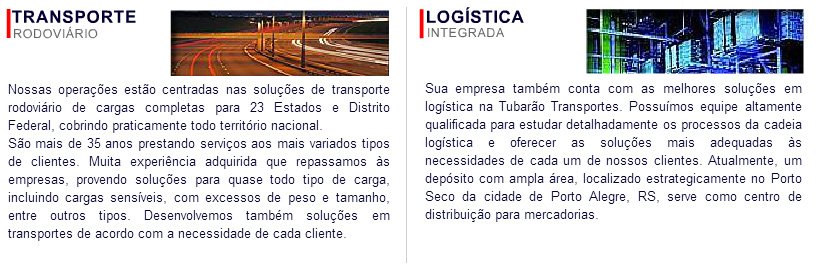 TRANSPORTE
RODOVIÁRIO
Nossas operações estão centradas nas soluções de transporte
rodoviário de cargas completas para 23 Estados e Distrito
Federal, cobrindo praticamente todo território nacional.
São mais de 35 anos prestando serviços aos mais variados tipos
de clientes. Muita experiência adquirida que repassamos às
empresas, provendo soluções para quase todo tipo de carga,
incluindo cargas sensíveis, com excessos de peso e tamanho,
entre outros tipos. Desenvolvemos também soluções em
transportes de acordo com a necessidade de cada cliente.
LOGÍSTICA
INTEGRADA
Sua empresa também conta com as melhores soluções em
logística na Tubarão Transportes. Possuímos equipe altamente
qualificada para estudar detalhadamente os processos da cadeia
logística e oferecer as soluções mais adequadas às
necessidades de cada um de nossos clientes. Atualmente, um
depósito com ampla área, localizado estrategicamente no Porto
Seco da cidade de Porto Alegre, RS, serve como centro de
distribuição para mercadorias.